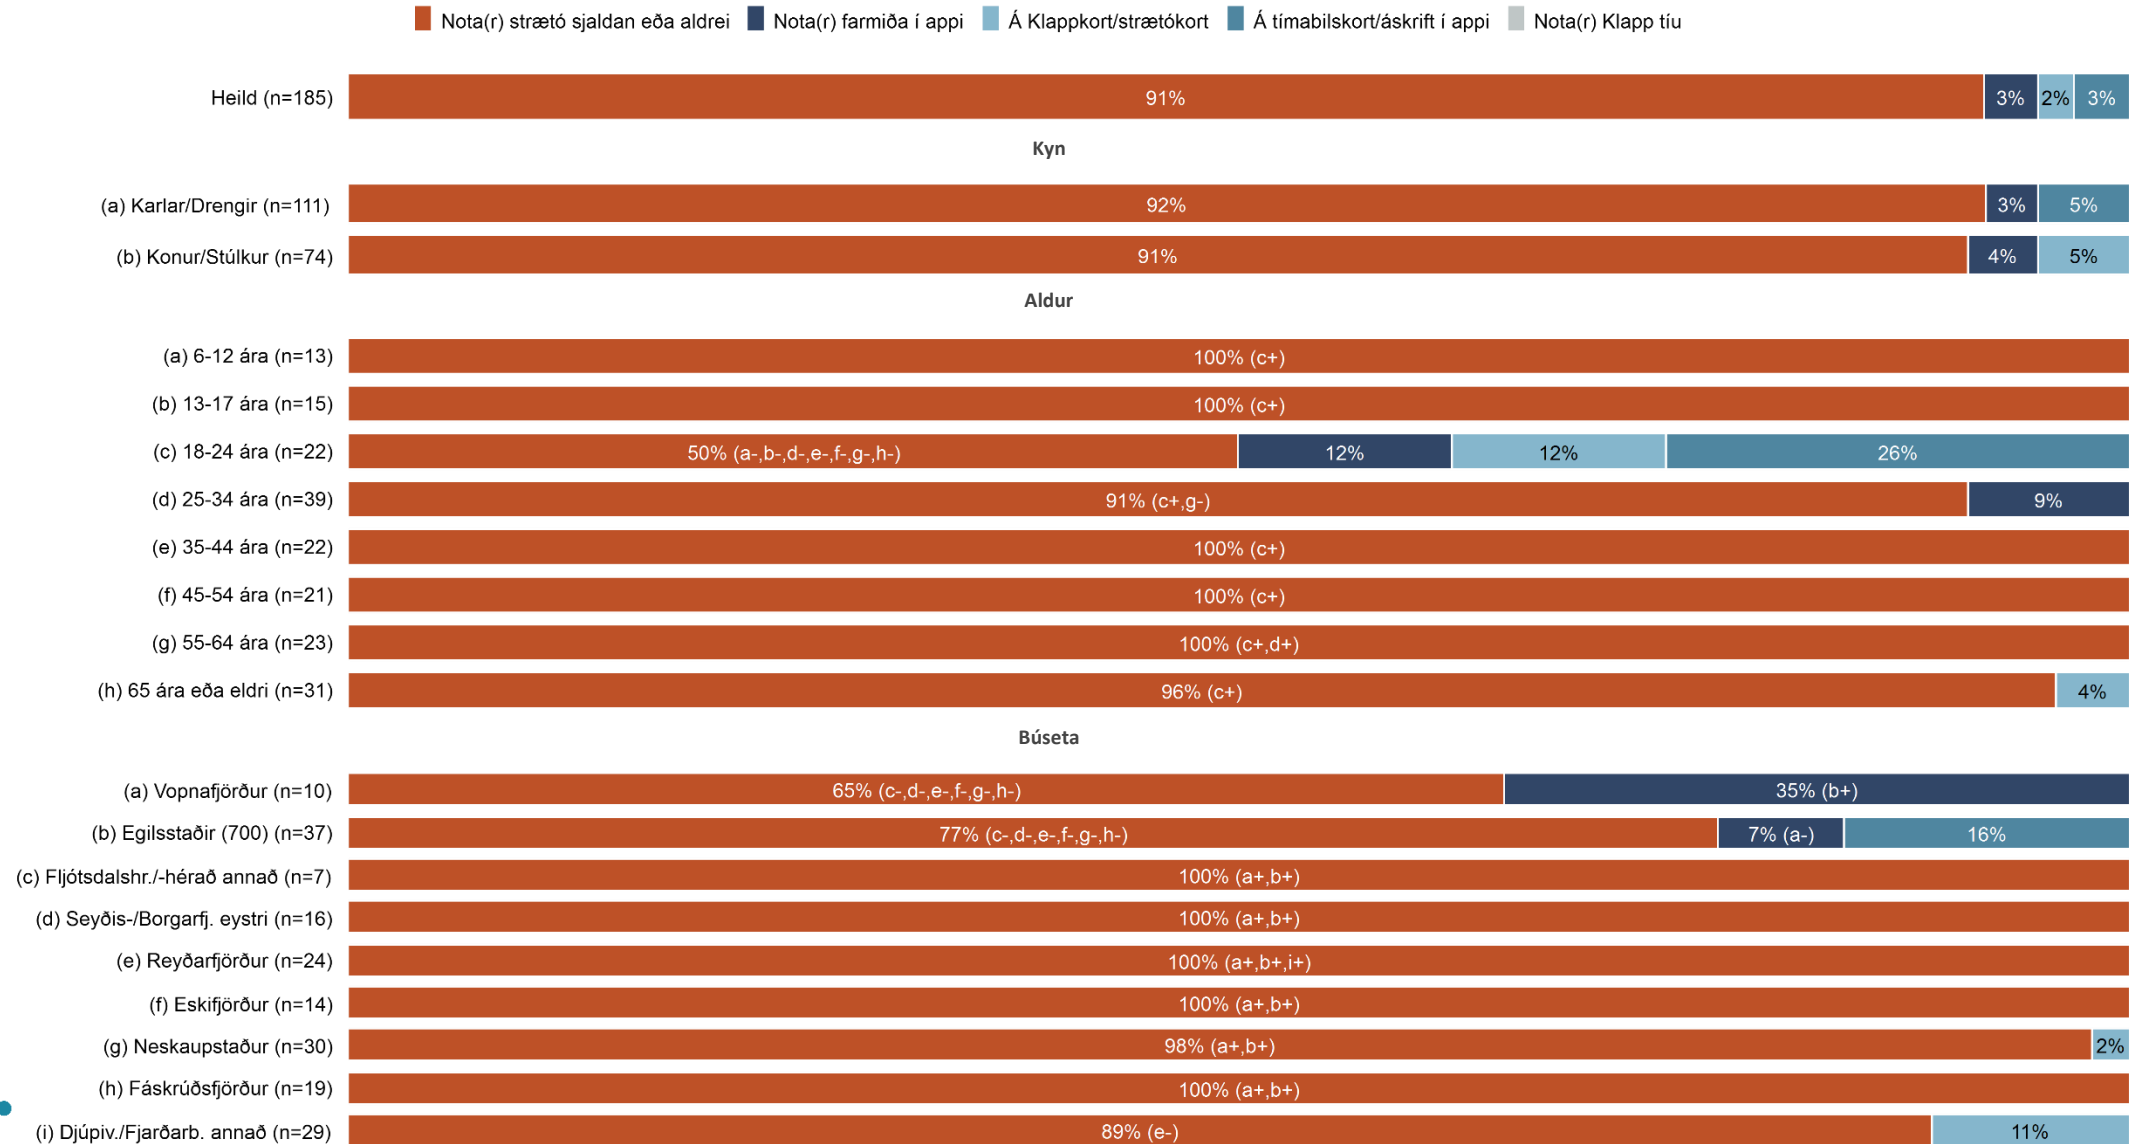 Nota(r) strætó sjaldan eða aldrei Nota(r) farmiða í appi Á Klappkort/strætókort Á tímabilskort/áskrift í appi Nota(r) Klapp tíu
Heild (n=185) 91% 3% 2% 3%
Kyn
(a) Karlar/Drengir (n=111) 92% 3% 5%
(b) Konur/Stúlkur (n=74) 91% 4% 5%
Aldur
(a) 6-12 ára (n=13) 100% (c+)
(b) 13-17 ára (n=15) 100% (c+)
(c) 18-24 ára (n=22) 50% (a-,b-,d-,e-,f-,g-,h-) 12% 12% 26%
(d) 25-34 ára (n=39) 91% (c+,g-) 9%
(e) 35-44 ára (n=22) 100% (c+)
(f) 45-54 ára (n=21) 100% (c+)
(g) 55-64 ára (n=23) 100% (c+,d+)
(h) 65 ára eða eldri (n=31) 96% (c+) 4%
Búseta
(a) Vopnafjörður (n=10) 65% (c-,d-,e-,f-,g-,h-) 35% (b+)
(b) Egilsstaðir (700) (n=37) 77% (c-,d-,e-,f-,g-,h-) 7% (a-) 16%
(c) Fljótsdalshr./-hérað annað (n=7) 100% (a+,b+)
(d) Seyðis-/Borgarfj. eystri (n=16) 100% (a+,b+)
(e) Reyðarfjörður (n=24) 100% (a+,b+,i+)
(f) Eskifjörður (n=14) 100% (a+,b+)
(g) Neskaupstaður (n=30) 98% (a+,b+) 2%
(h) Fáskrúðsfjörður (n=19) 100% (a+,b+)
(i) Djúpiv./Fjarðarb. annað (n=29) 89% (e-) 11%